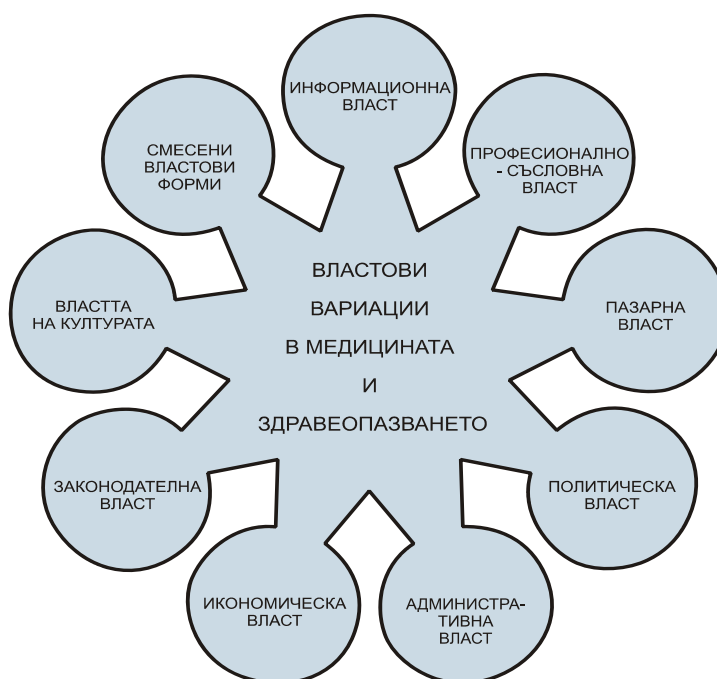 ИНФОРМАЦИОННА
ВЛАСТ
ПРОФЕСИОНАЛНО
- СЪСЛОВНА
ВЛАСТ
ПАЗАРНА
ВЛАСТ
ПОЛИТИЧЕСКА
ВЛАСТ
АДМИНИСТРА-
ТИВНА
ВЛАСТ
ИКОНОМИЧЕСКА
ВЛАСТ
ЗАКОНОДАТЕЛНА
ВЛАСТ
ВЛАСТТА
НА КУЛТУРАТА
СМЕСЕНИ
ВЛАСТОВИ
ФОРМИ
ВЛАСТОВИ
ВАРИАЦИИ
В МЕДИЦИНАТА
И
ЗДРАВЕОПАЗВАНЕТО